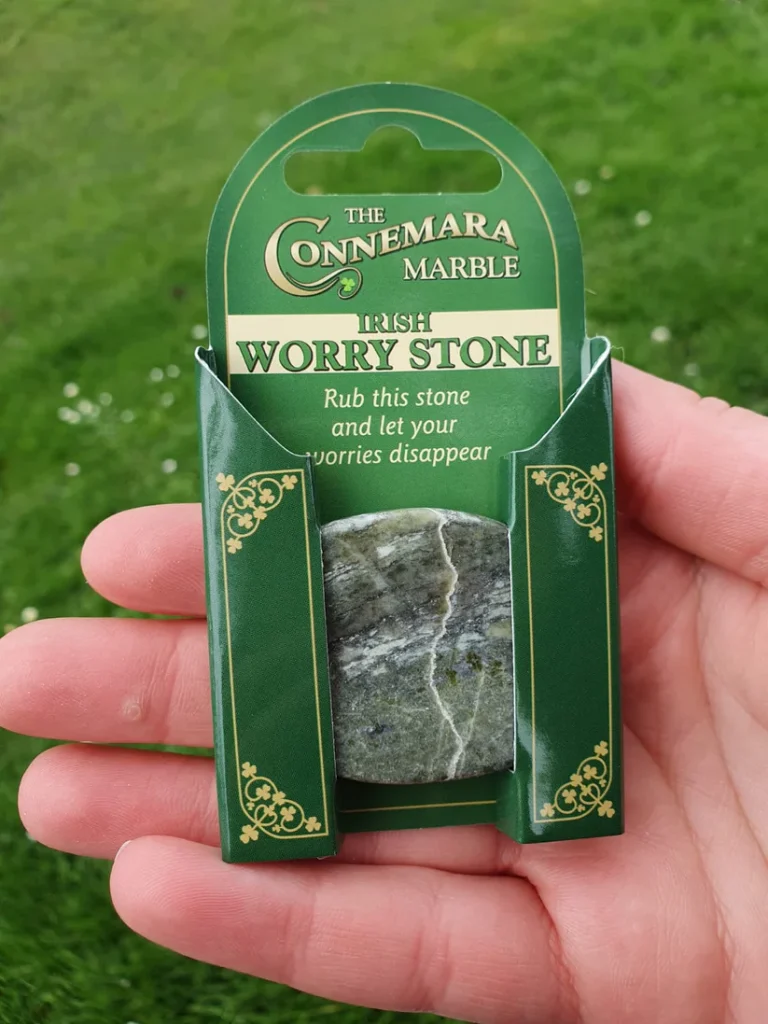 THE
CONNEMARA
MARBLE
IRISH
WORRY STONE
Rub this stone
and let your
worries disappear